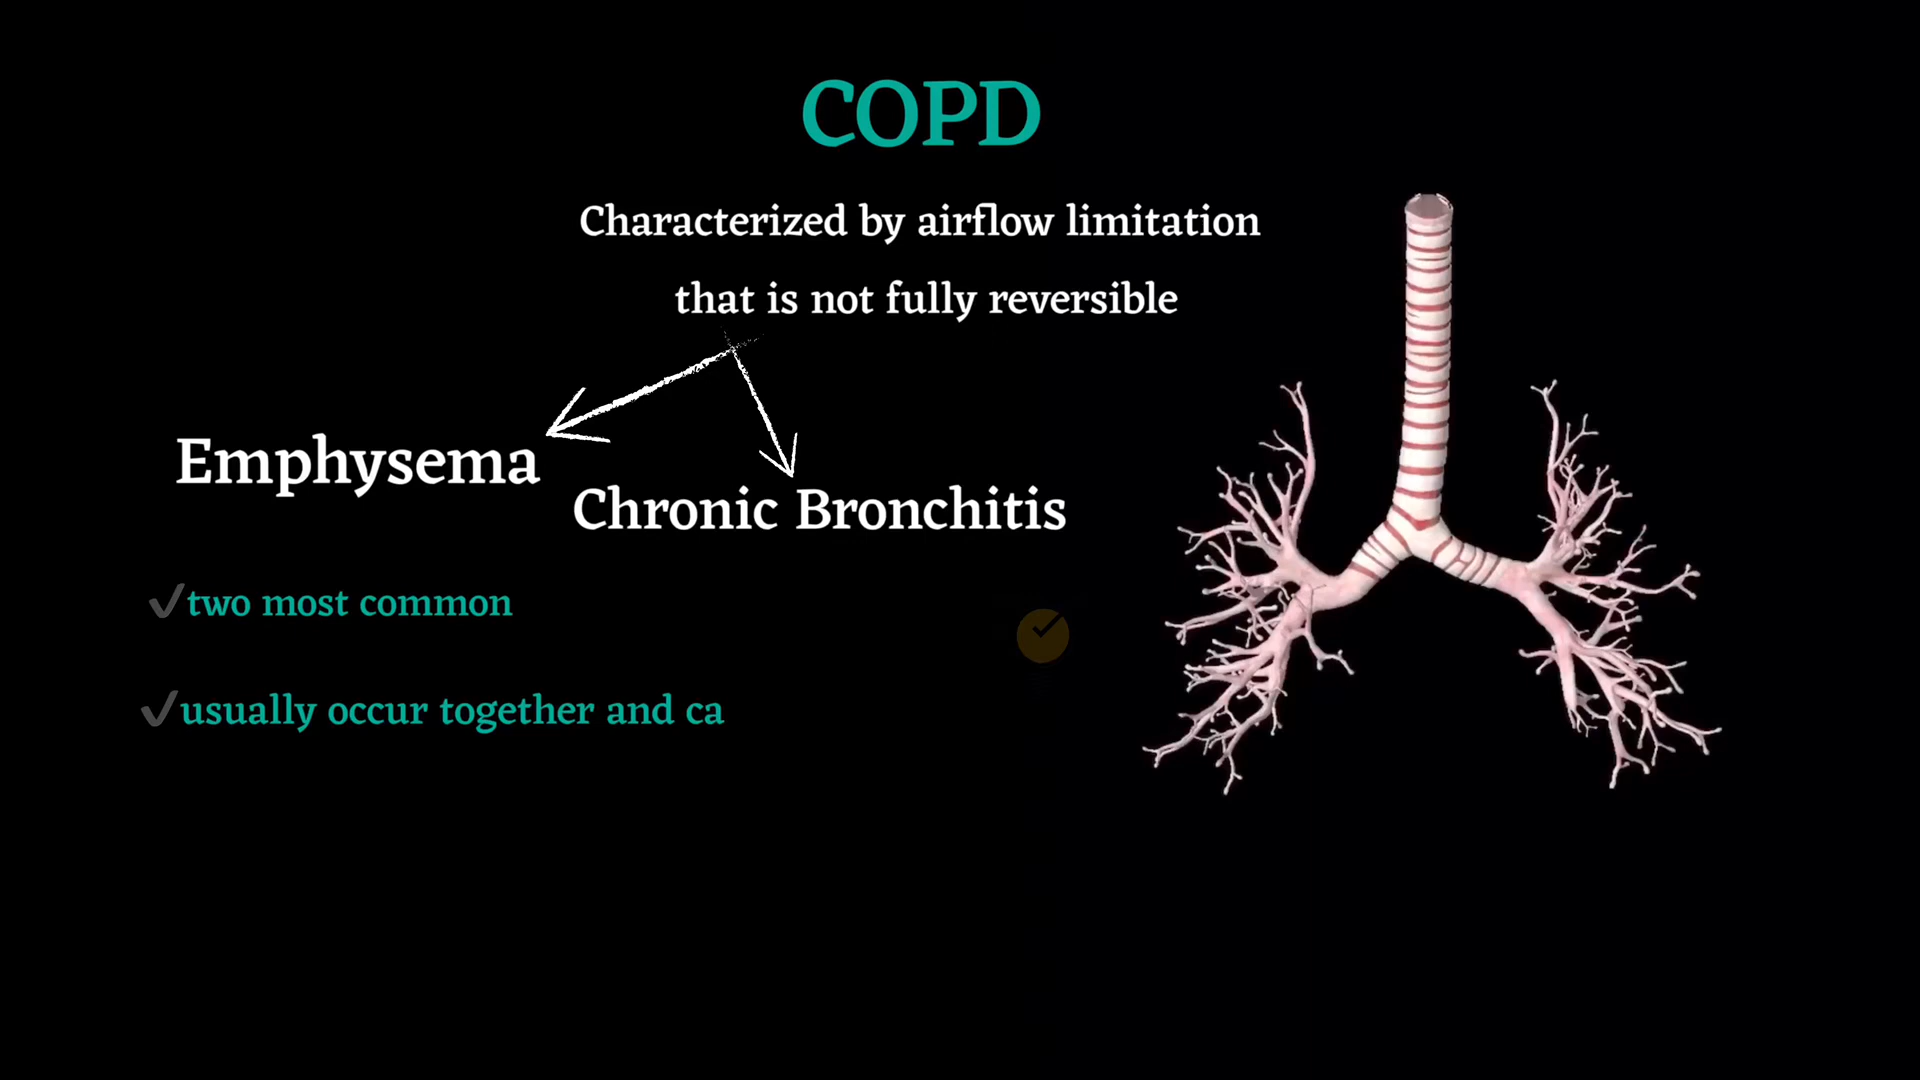 COPD
Characterized by airflow limitation
that is not fully reversible
Emphysema
Chronic Bronchitis
✓two most common
✓usually occur together and ca